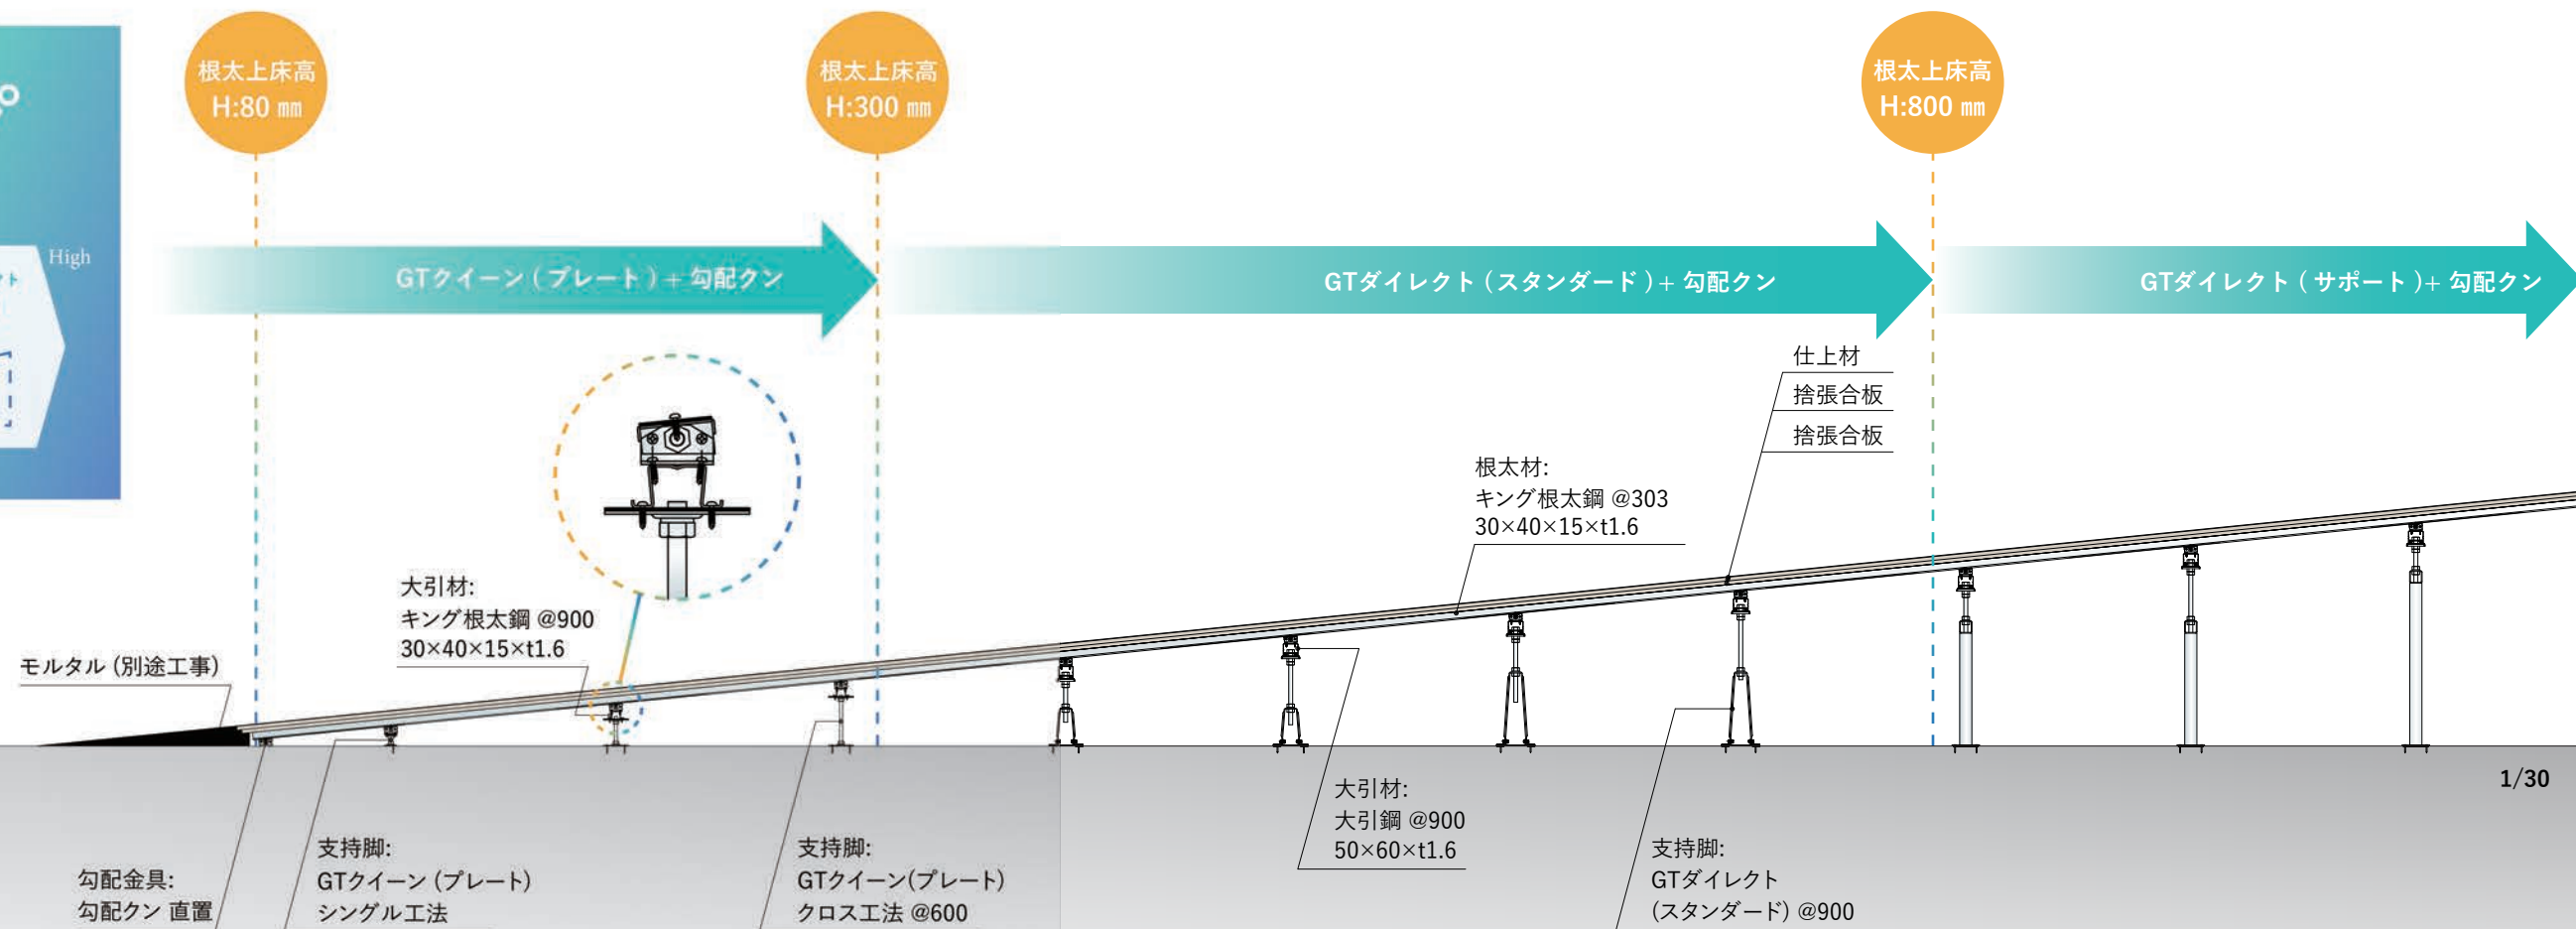 根太上床高
H:80 ㎜
根太上床高
H:300 ㎜
根太上床高
H:800 ㎜
High
GTクイーン（プレート）+ 勾配クン
GTダイレクト（スタンダード）+ 勾配クン
GTダイレクト（サポート）+ 勾配クン
仕上材
捨張合板
捨張合板
根太材:
キング根太鋼 @303
30×40×15×t1.6
大引材:
キング根太鋼 @900
30×40×15×t1.6
モルタル (別途工事)
1/30
大引材:
大引鋼 @900
50×60×t1.6
勾配金具:
勾配クン 直置
支持脚:
GTクイーン (プレート)
シングル工法
支持脚:
GTクイーン(プレート)
クロス工法 @600
支持脚:
GTダイレクト
(スタンダード) @900